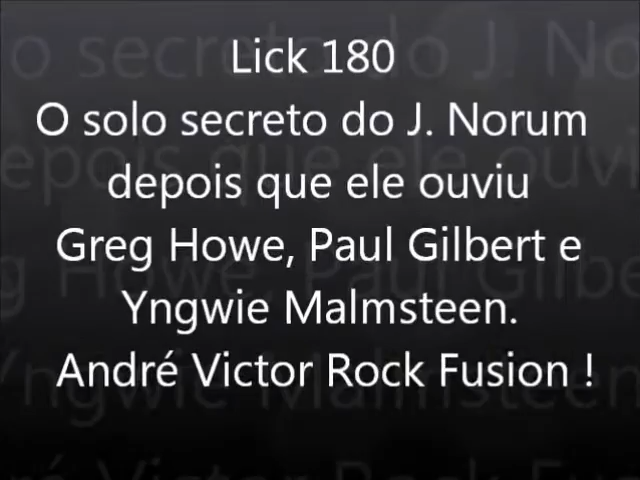 Lick 180
O solo secreto do J. Norum
depois que ele ouviu
Greg Howe, Paul Gilbert e
Yngwie Malmsteen.
André Victor Rock Fusion !